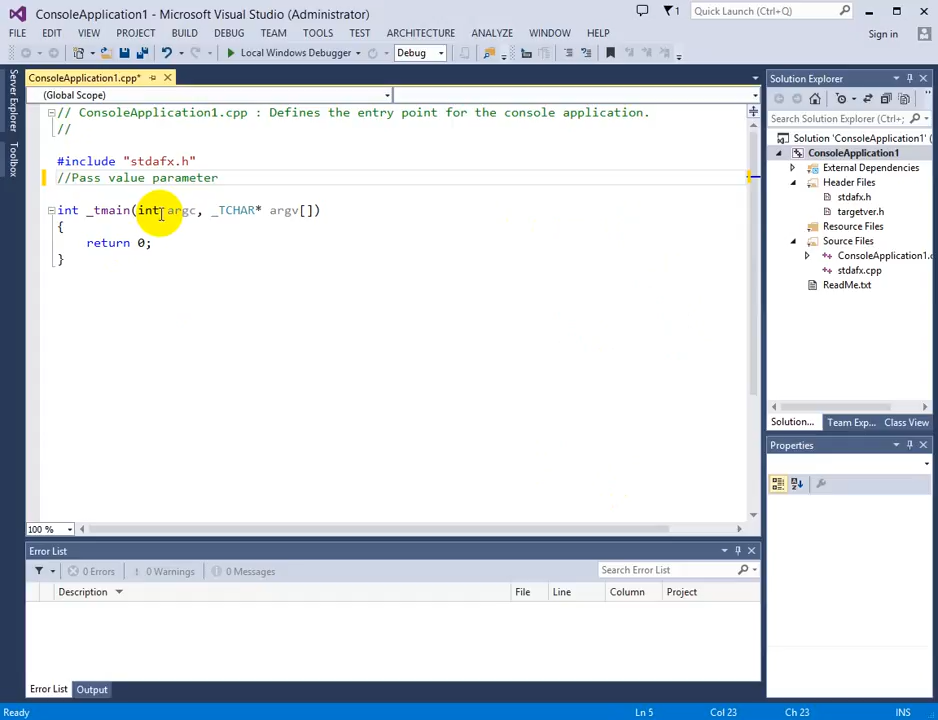 ConsoleApplication1 - Microsoft Visual Studio (Administrator)
1
Quick Launch (Ctrl+Q)
FILE EDIT VIEW PROJECT BUILD DEBUG TEAM TOOLS TEST ARCHITECTURE ANALYZE WINDOW HELP
Sign in
Local Windows Debugger
Debug
Server Explorer
Toolbox
ConsoleApplication1.cpp*
(Global Scope)
// ConsoleApplication1.cpp : Defines the entry point for the console application.
//
#include "stdafx.h"
//Pass value parameter
int _tmain(int argc, _TCHAR* argv[])
{
return 0;
}
100 %
Solution Explorer
Search Solution Explorer (Ctrl+;
Solution 'ConsoleApplication1' (
ConsoleApplication1
External Dependencies
Header Files
stdafx.h
targetver.h
Resource Files
Source Files
ConsoleApplication1.c
stdafx.cpp
ReadMe.txt
Solution... Team Exp... Class View
Properties
Error List
0 Errors
0 Warnings
0 Messages
Search Error List
Description File Line Column Project
Error List Output
Ready
Ln 5 Col 23 Ch 23 INS